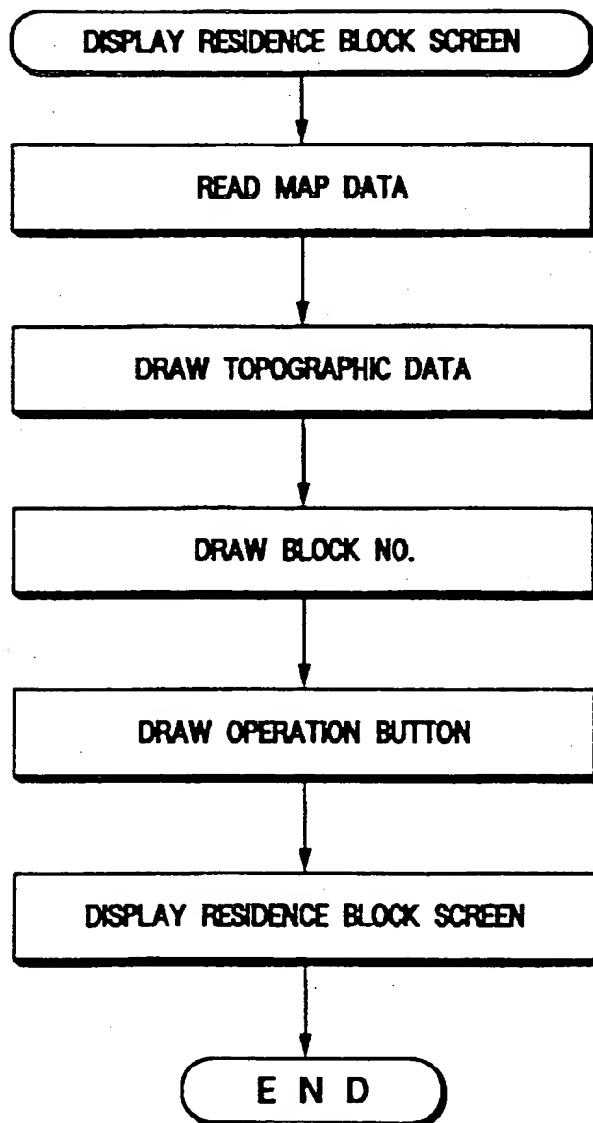 DISPLAY RESIDENCE BLOCK SCREEN
READ MAP DATA
DRAW TOPOGRAPHIC DATA
DRAW BLOCK NO.
DRAW OPERATION BUTTON
DISPLAY RESIDENCE BLOCK SCREEN
END